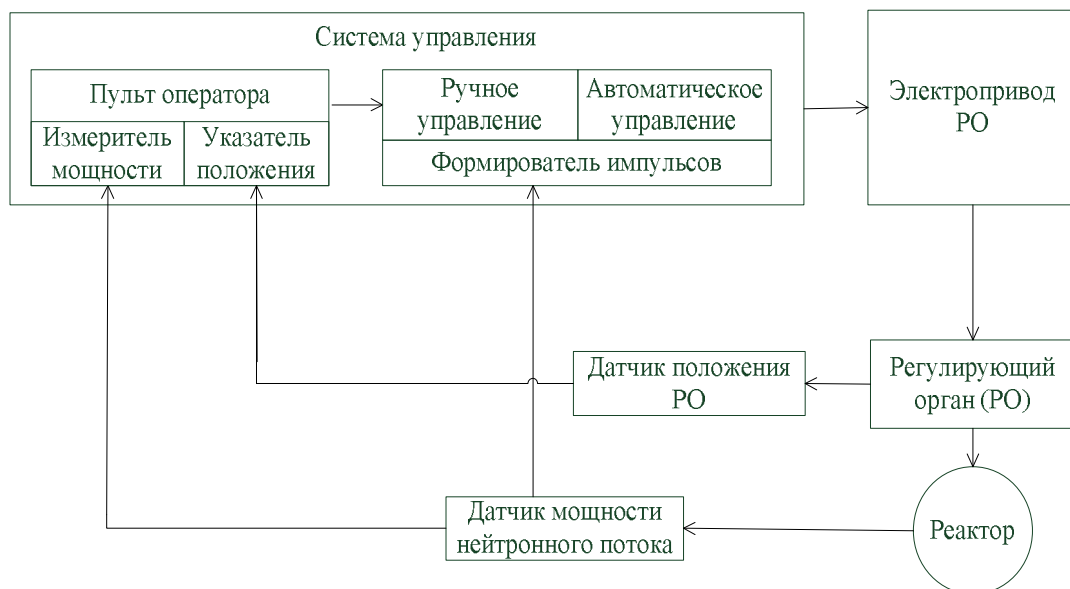 Система управления
Пульт оператора
Измеритель
мощности
Указатель
положения
Ручное
управление
Автоматическое
управление
Формирователь импульсов
Электропривод
РО
Датчик положения
РО
Регулирующий
орган (РО)
Датчик мощности
нейтронного потока
Реактор